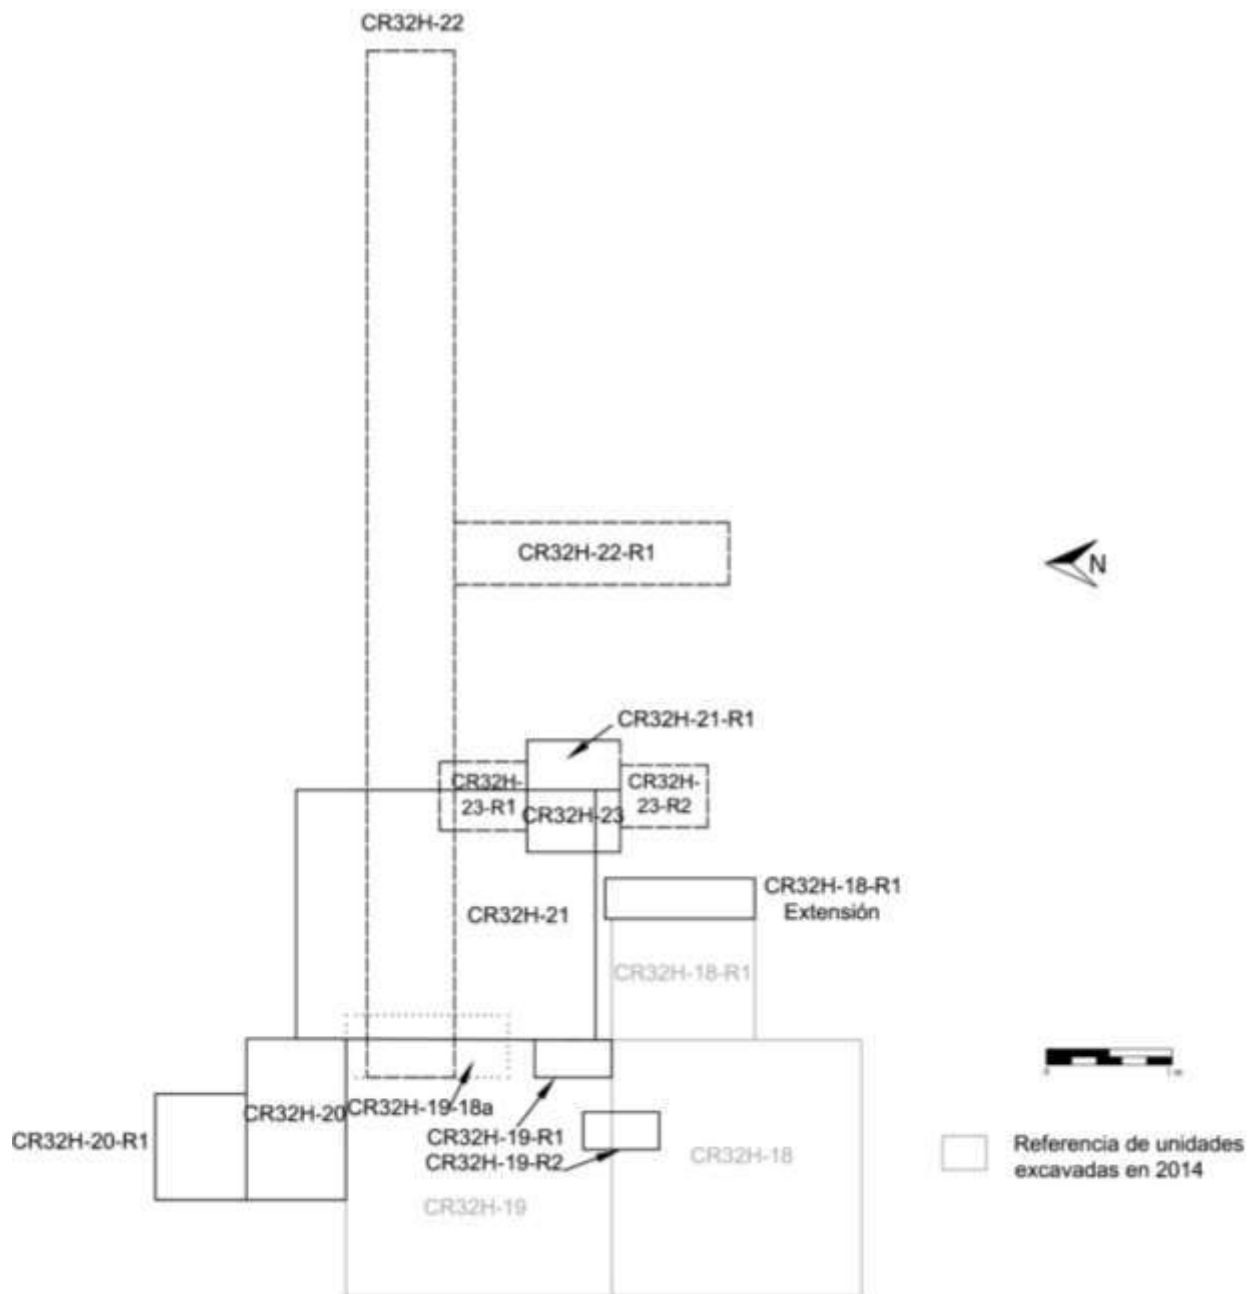 CR32H-22
CR32H-22-R1
N
CR32H-21-R1
CR32H-
23-R1
CR32H-23
CR32H-
23-R2
CR32H-21
CR32H-18-R1
Extensión
CR32H-18-R1
CR32H-20
CR32H-19-18a
CR32H-20-R1
CR32H-19-R1
CR32H-19-R2
CR32H-18
CR32H-19
Referencia de unidades
excavadas en 2014